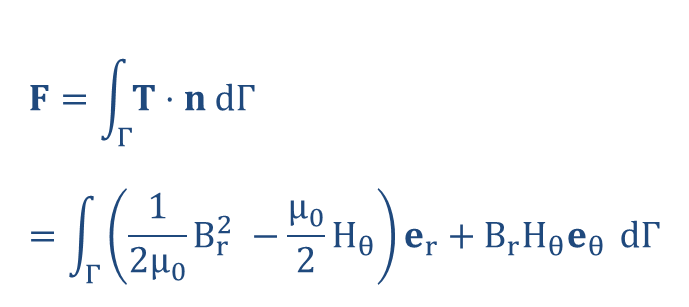 F = ∫_Γ T · n dΓ
= ∫_Γ (1/(2μ₀) B_r² − μ₀/2 H_θ) e_r + B_r H_θ e_θ dΓ